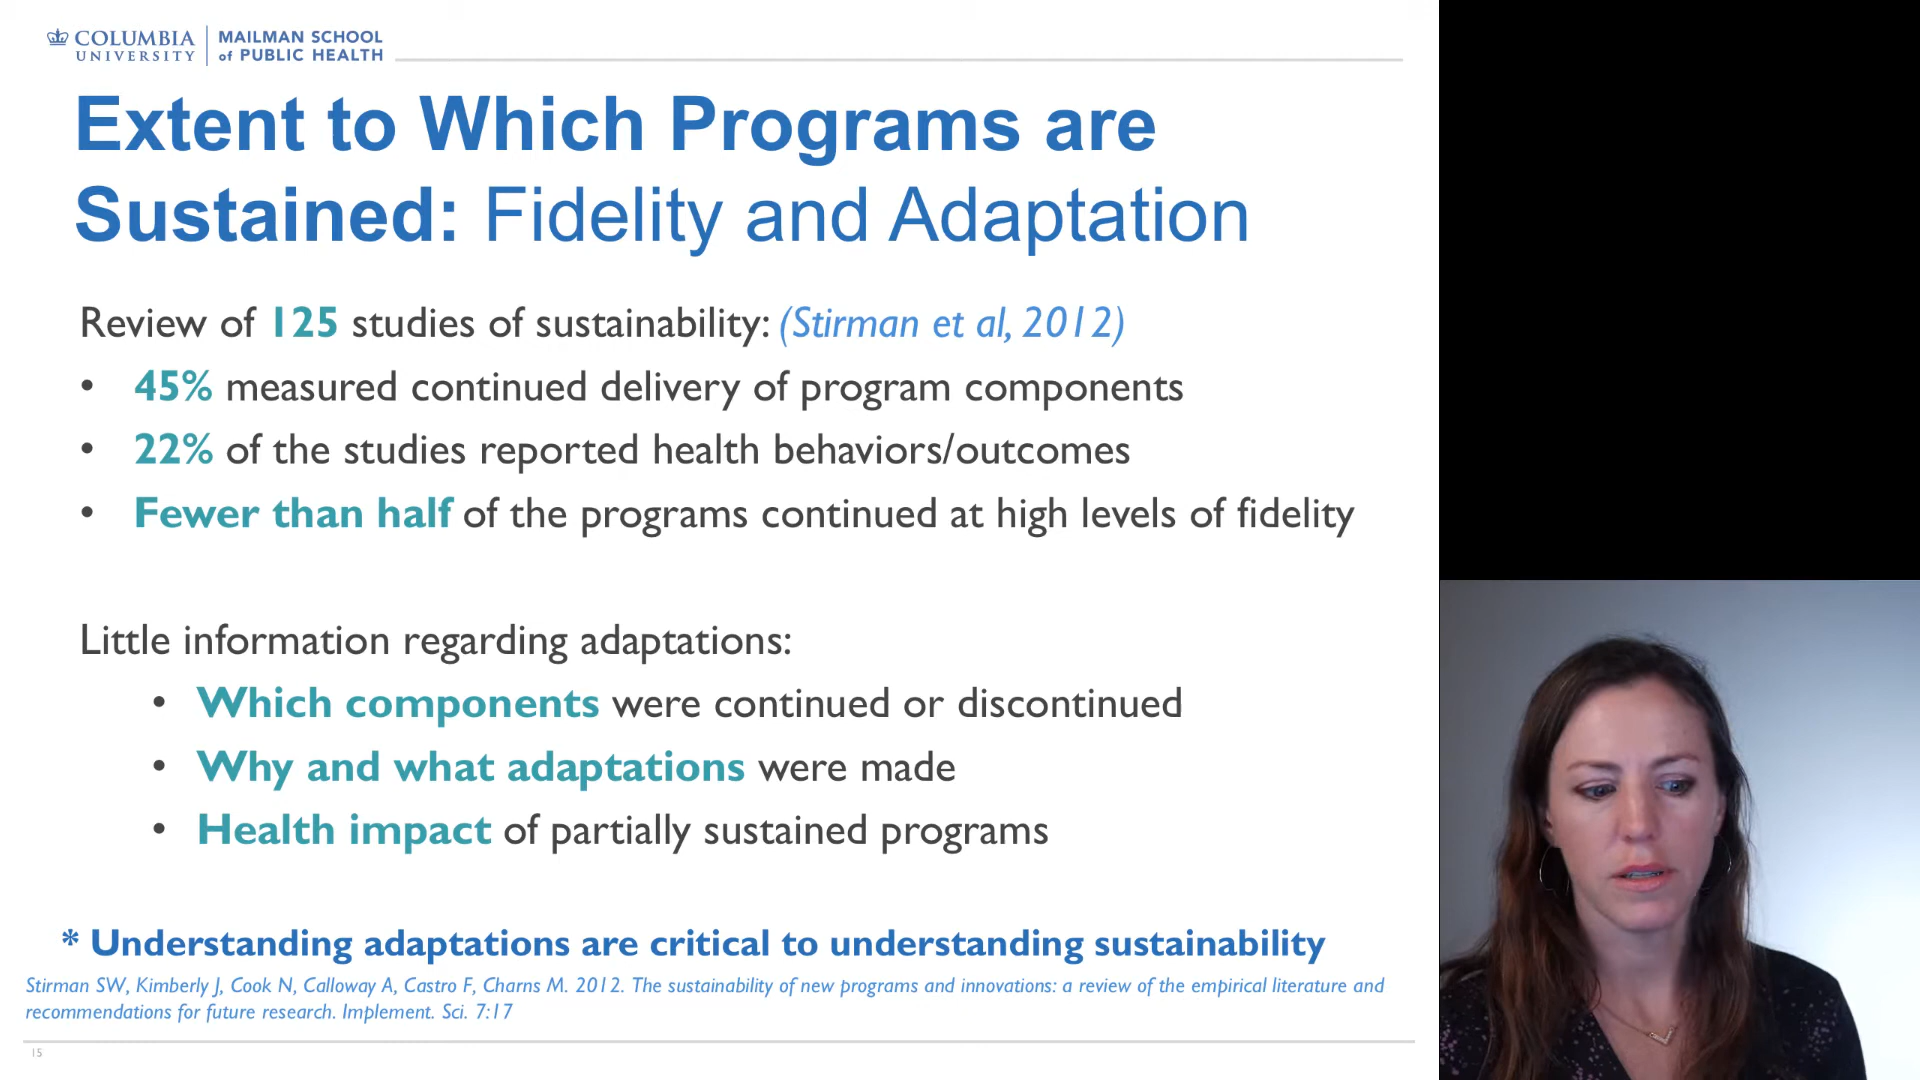 COLUMBIA UNIVERSITY
MAILMAN SCHOOL of PUBLIC HEALTH
Extent to Which Programs are
Sustained: Fidelity and Adaptation
Review of 125 studies of sustainability: (Stirman et al, 2012)
• 45% measured continued delivery of program components
• 22% of the studies reported health behaviors/outcomes
• Fewer than half of the programs continued at high levels of fidelity
Little information regarding adaptations:
• Which components were continued or discontinued
• Why and what adaptations were made
• Health impact of partially sustained programs
* Understanding adaptations are critical to understanding sustainability
Stirman SW, Kimberly J, Cook N, Calloway A, Castro F, Charns M. 2012. The sustainability of new programs and innovations: a review of the empirical literature and
recommendations for future research. Implement. Sci. 7:17
15